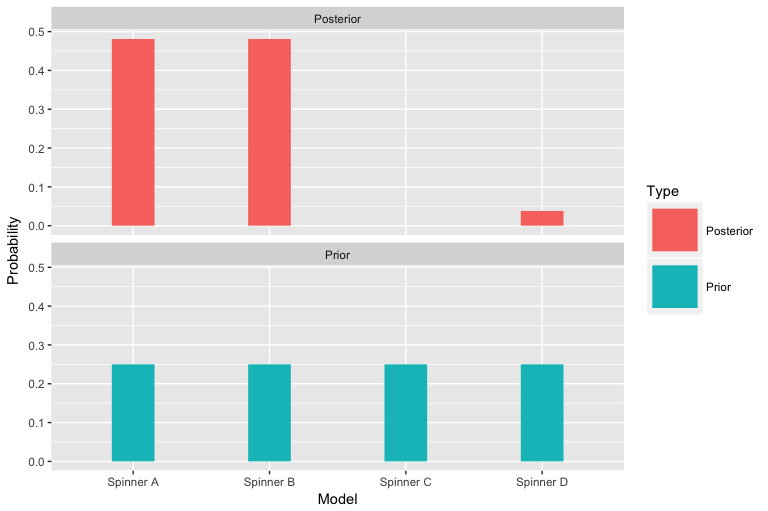 Posterior
0.5
0.4
0.3
0.2
0.1
0.0
Prior
0.5
0.4
0.3
0.2
0.1
0.0
Spinner A Spinner B Spinner C Spinner D
Model
Probability
Type
Posterior
Prior